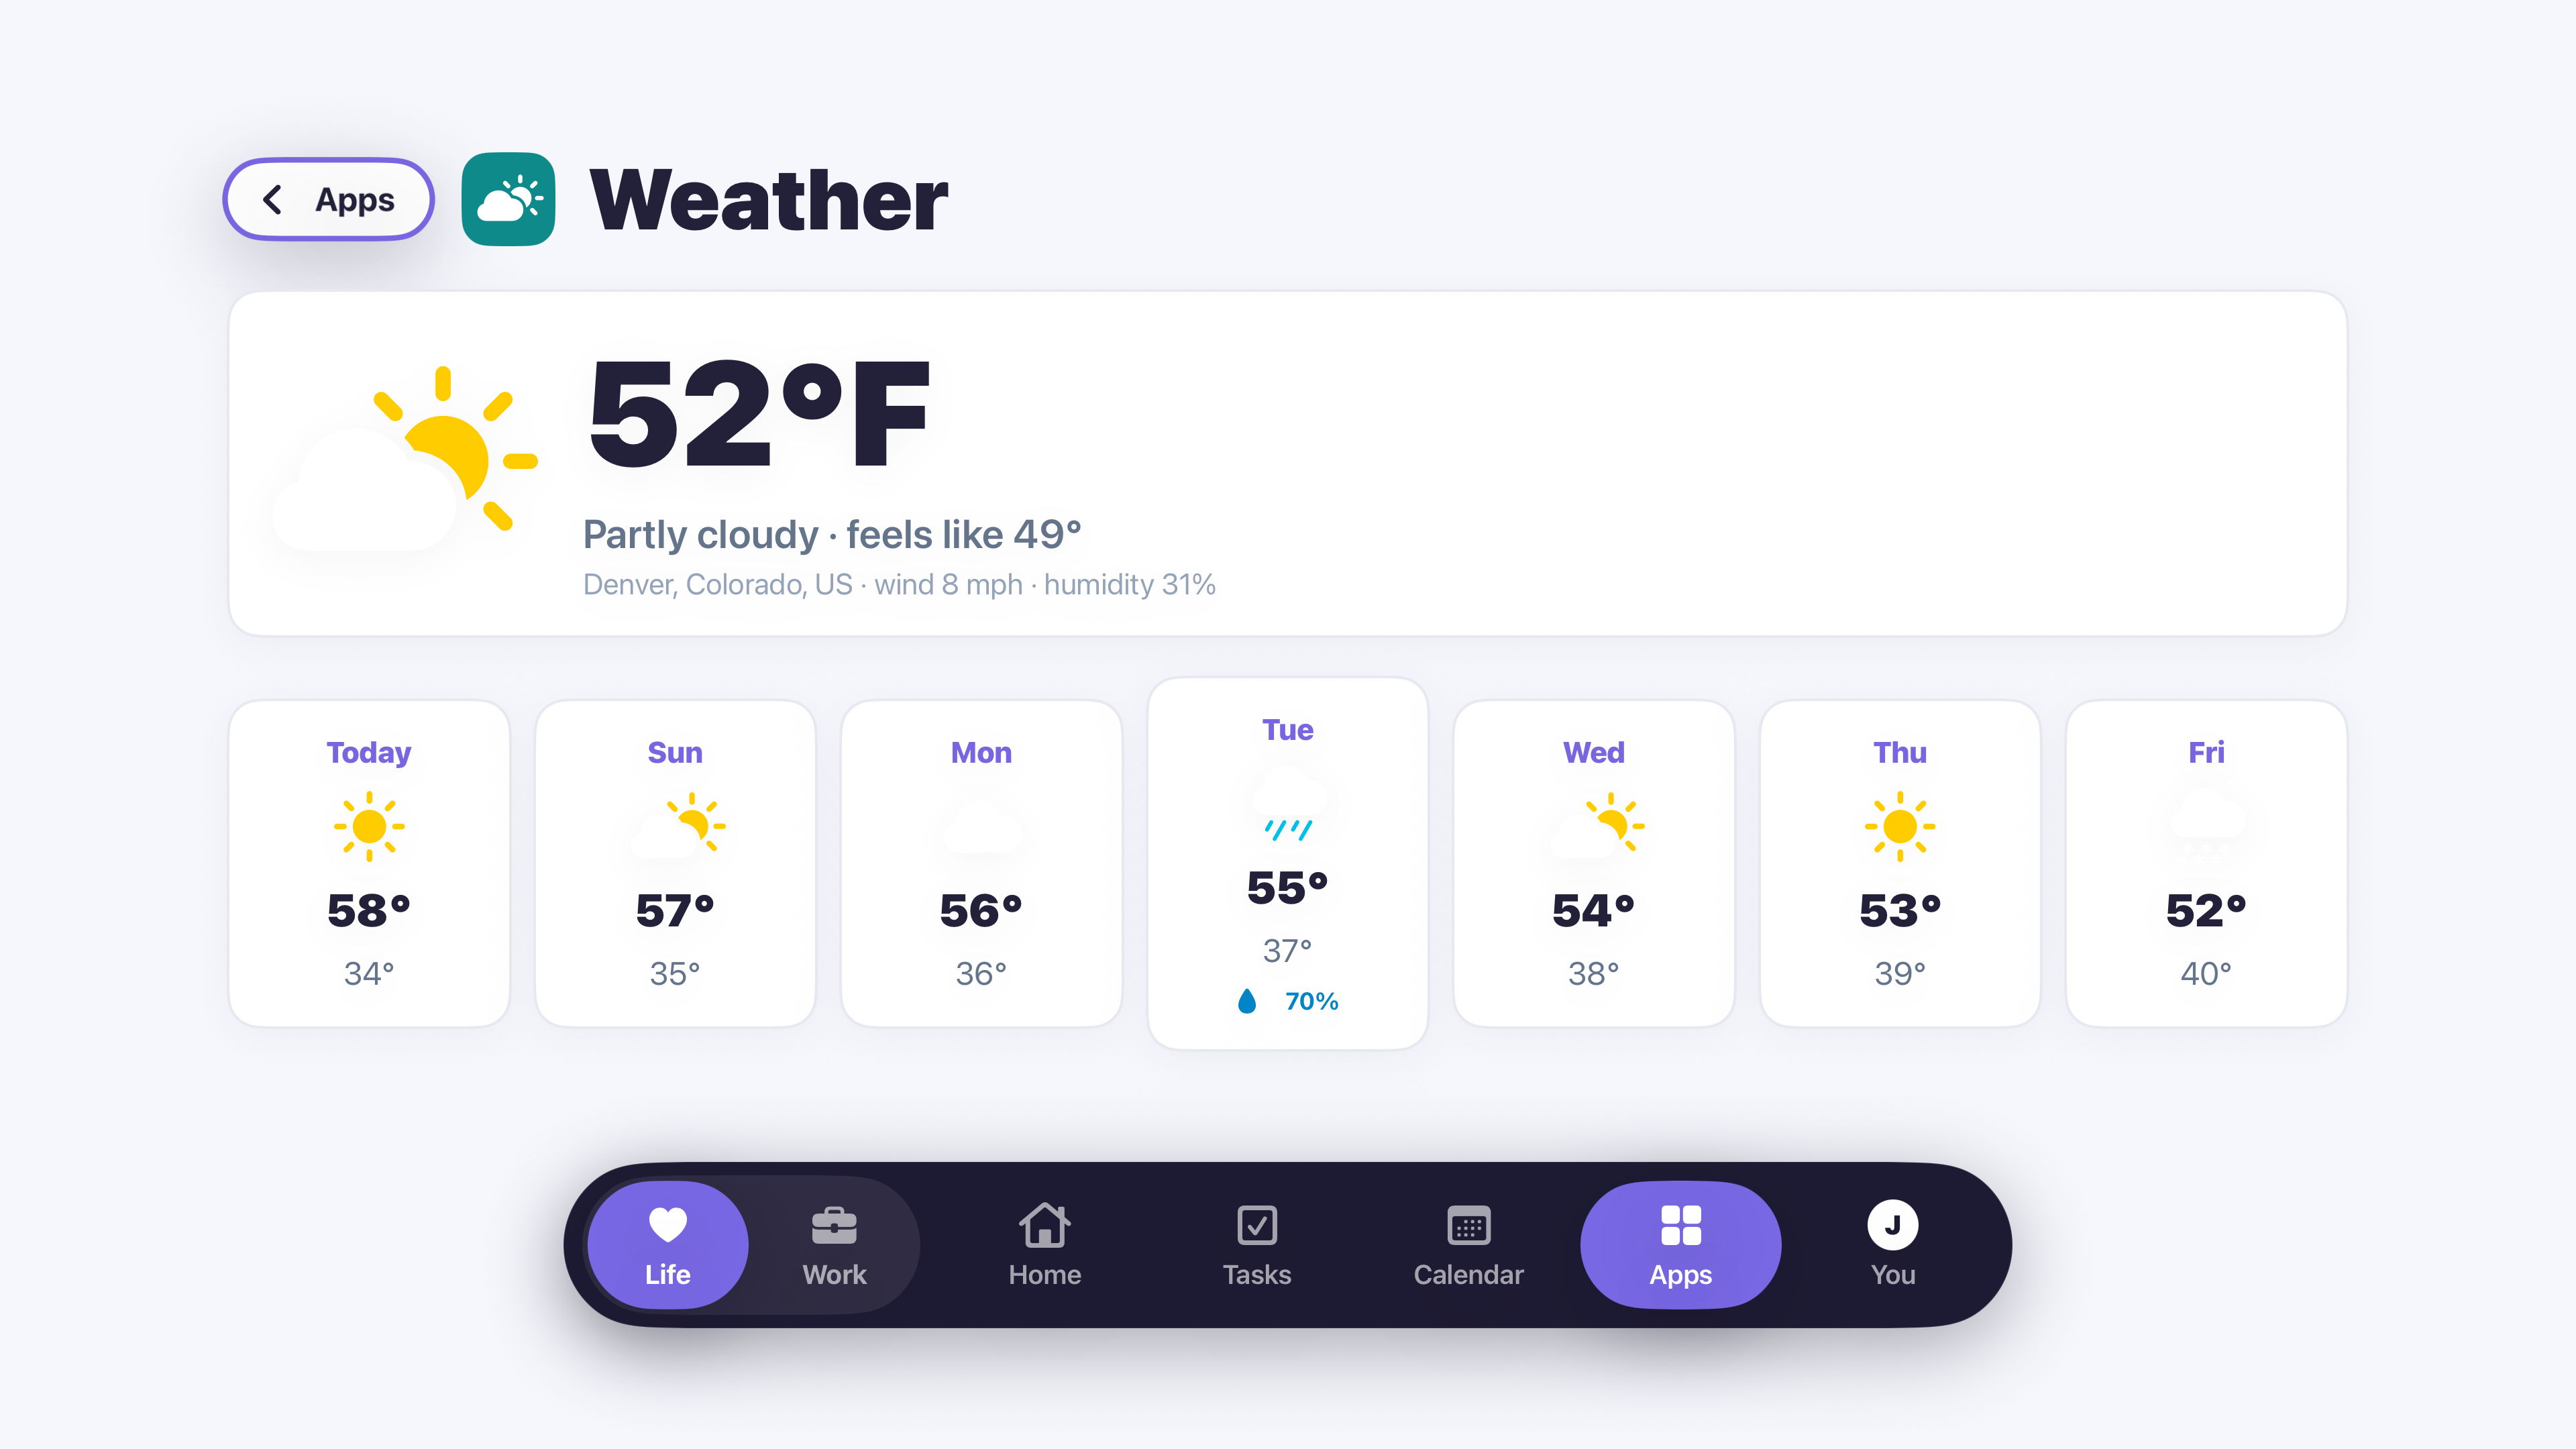 Apps
Weather
52°F
Partly cloudy · feels like 49°
Denver, Colorado, US · wind 8 mph · humidity 31%
Today
58°
34°
Sun
57°
35°
Mon
56°
36°
Tue
55°
37°
70%
Wed
54°
38°
Thu
53°
39°
Fri
52°
40°
Life
Work
Home
Tasks
Calendar
Apps
J
You